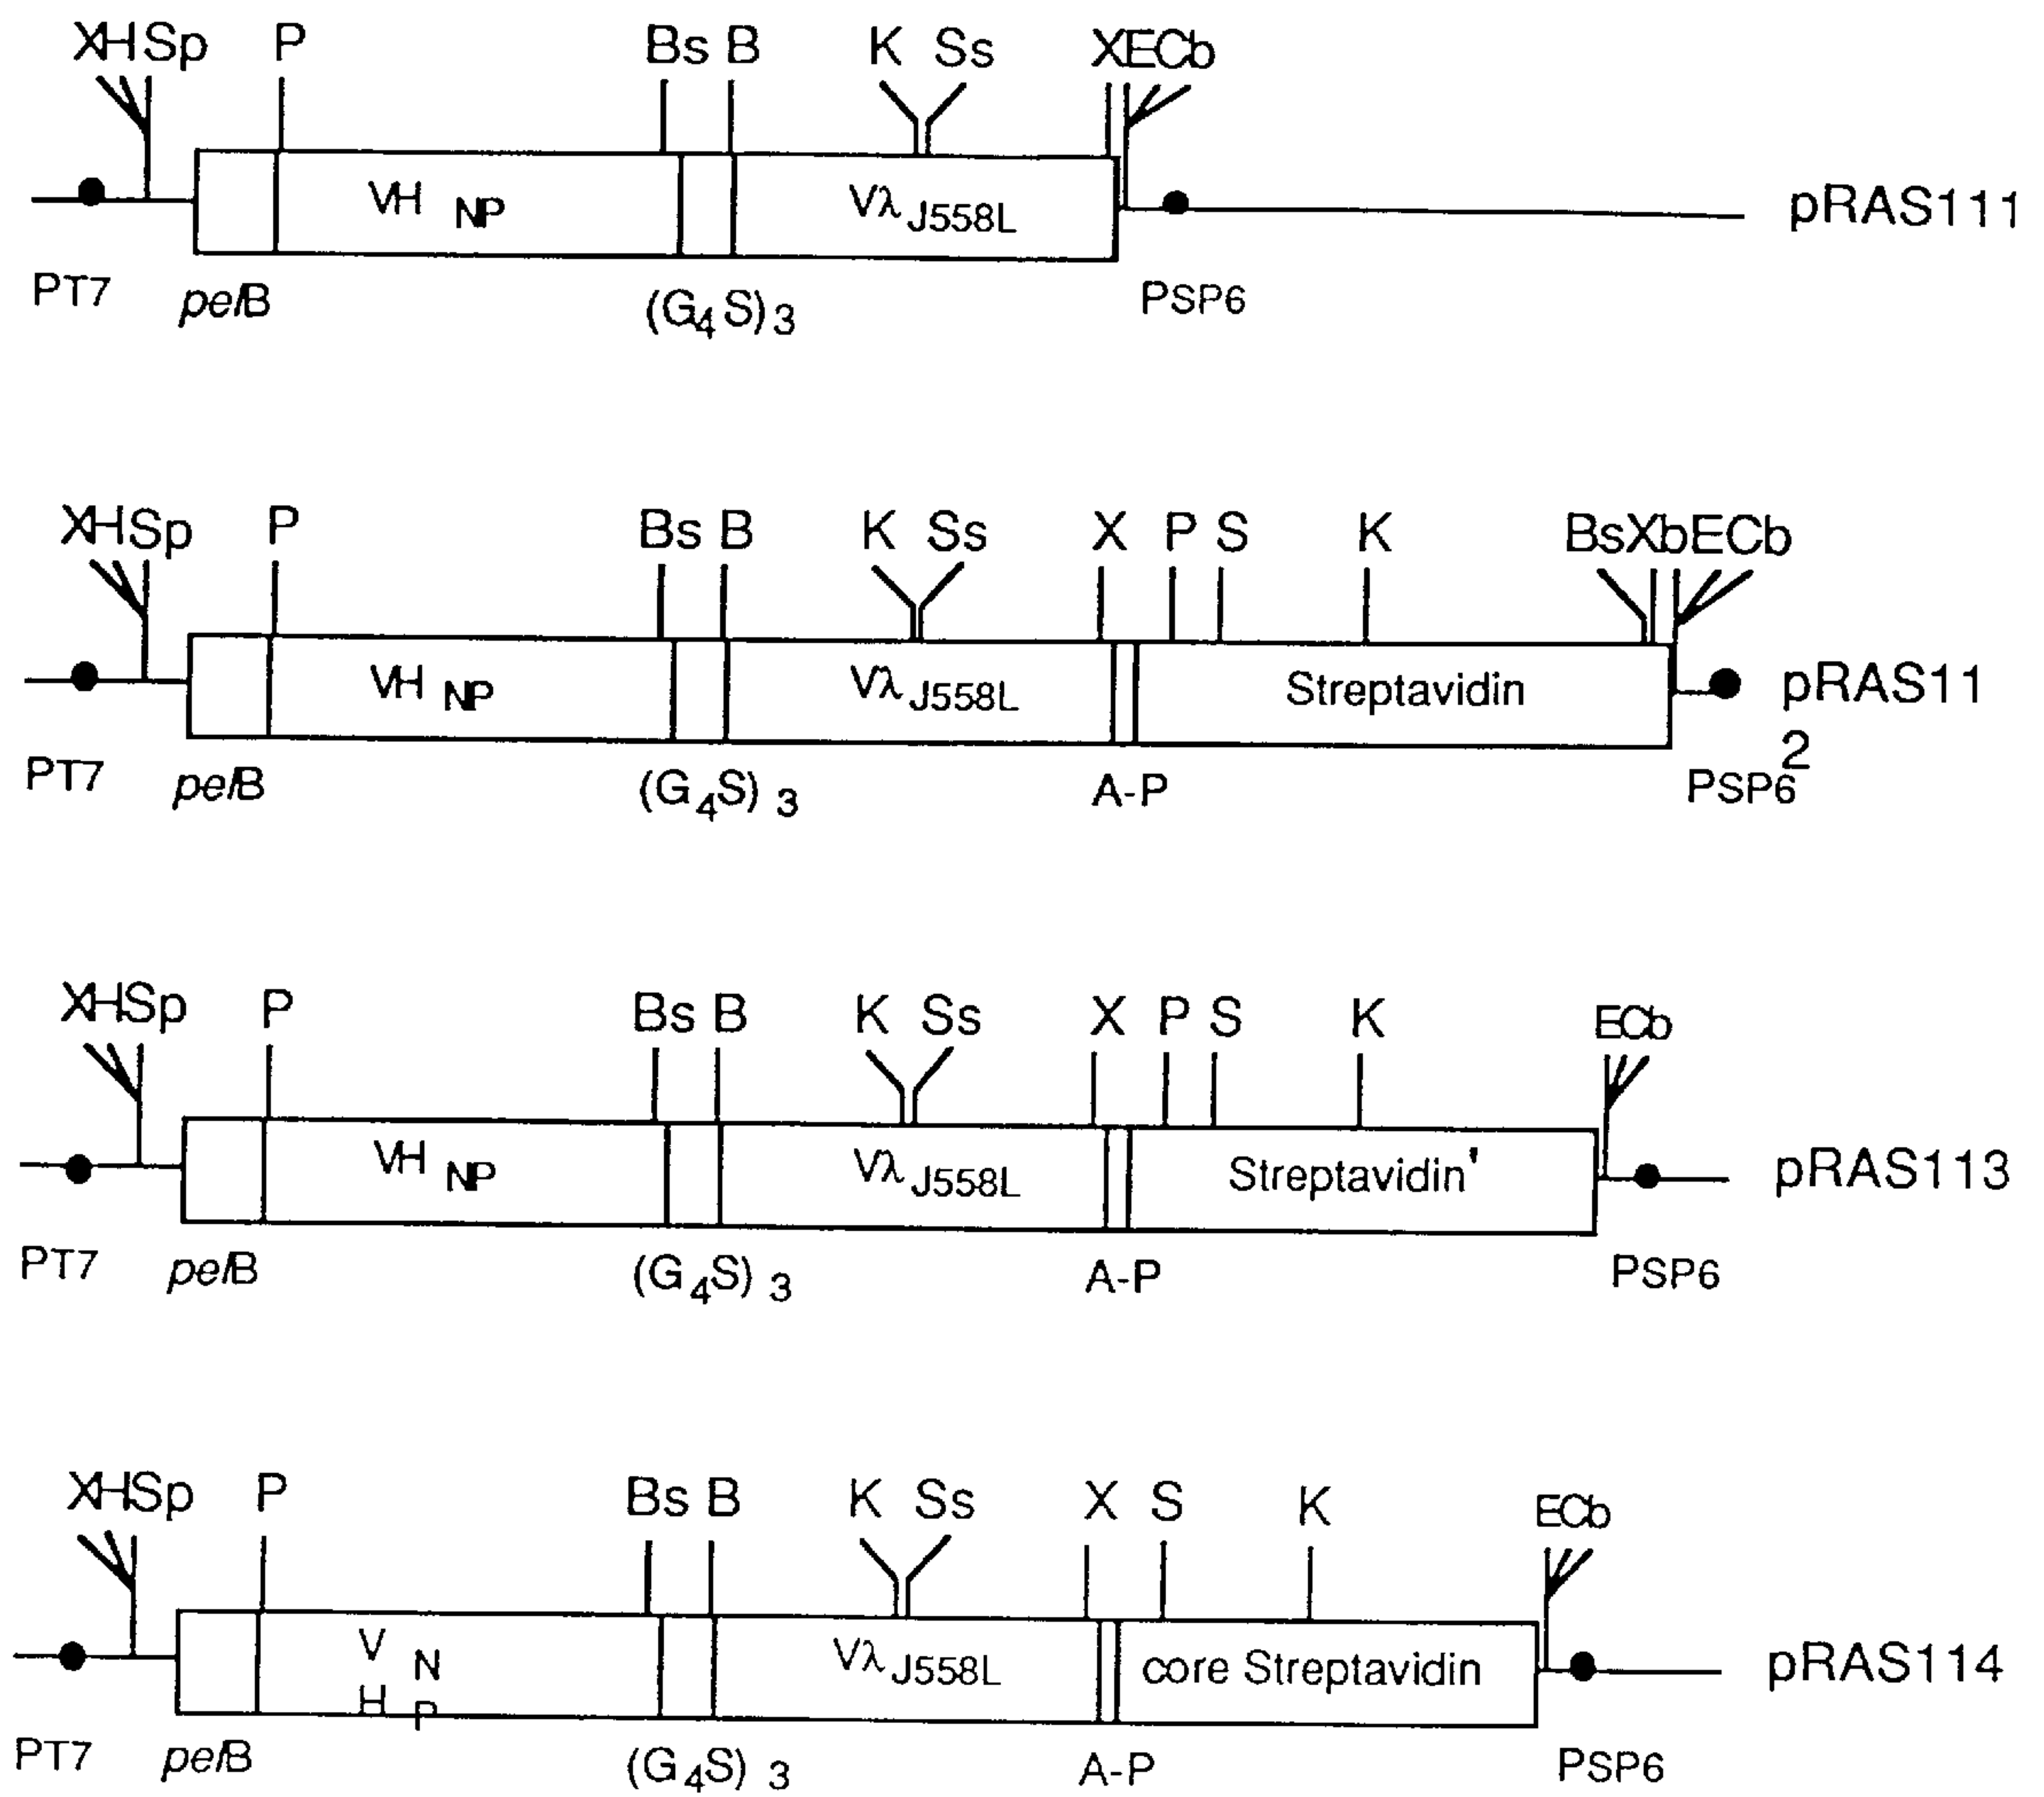 XHSp P Bs B K Ss XECb
VH NP Vλ J558L pRAS111
PT7 pelB (G4S)3 PSP6
XHSp P Bs B K Ss X P S K BsXbECb
VH NP Vλ J558L Streptavidin pRAS11
2
PT7 pelB (G4S)3 A-P PSP6
XHSp P Bs B K Ss X P S K ECb
VH NP Vλ J558L Streptavidin' pRAS113
PT7 pelB (G4S)3 A-P PSP6
XHSp P Bs B K Ss X S K ECb
V N Vλ J558L core Streptavidin pRAS114
H P
PT7 pelB (G4S)3 A-P PSP6